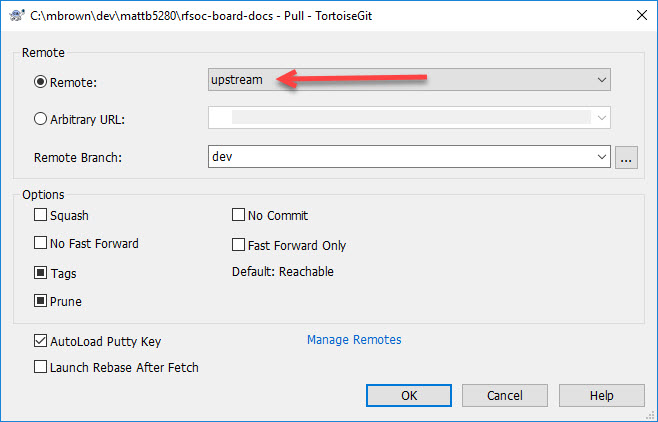 C:\mbrown\dev\mattb5280\rfsoc-board-docs - Pull - TortoiseGit
Remote
Remote:
upstream
Arbitrary URL:
Remote Branch:
dev
...
Options
Squash
No Commit
No Fast Forward
Fast Forward Only
Tags
Default: Reachable
Prune
AutoLoad Putty Key
Manage Remotes
Launch Rebase After Fetch
OK
Cancel
Help